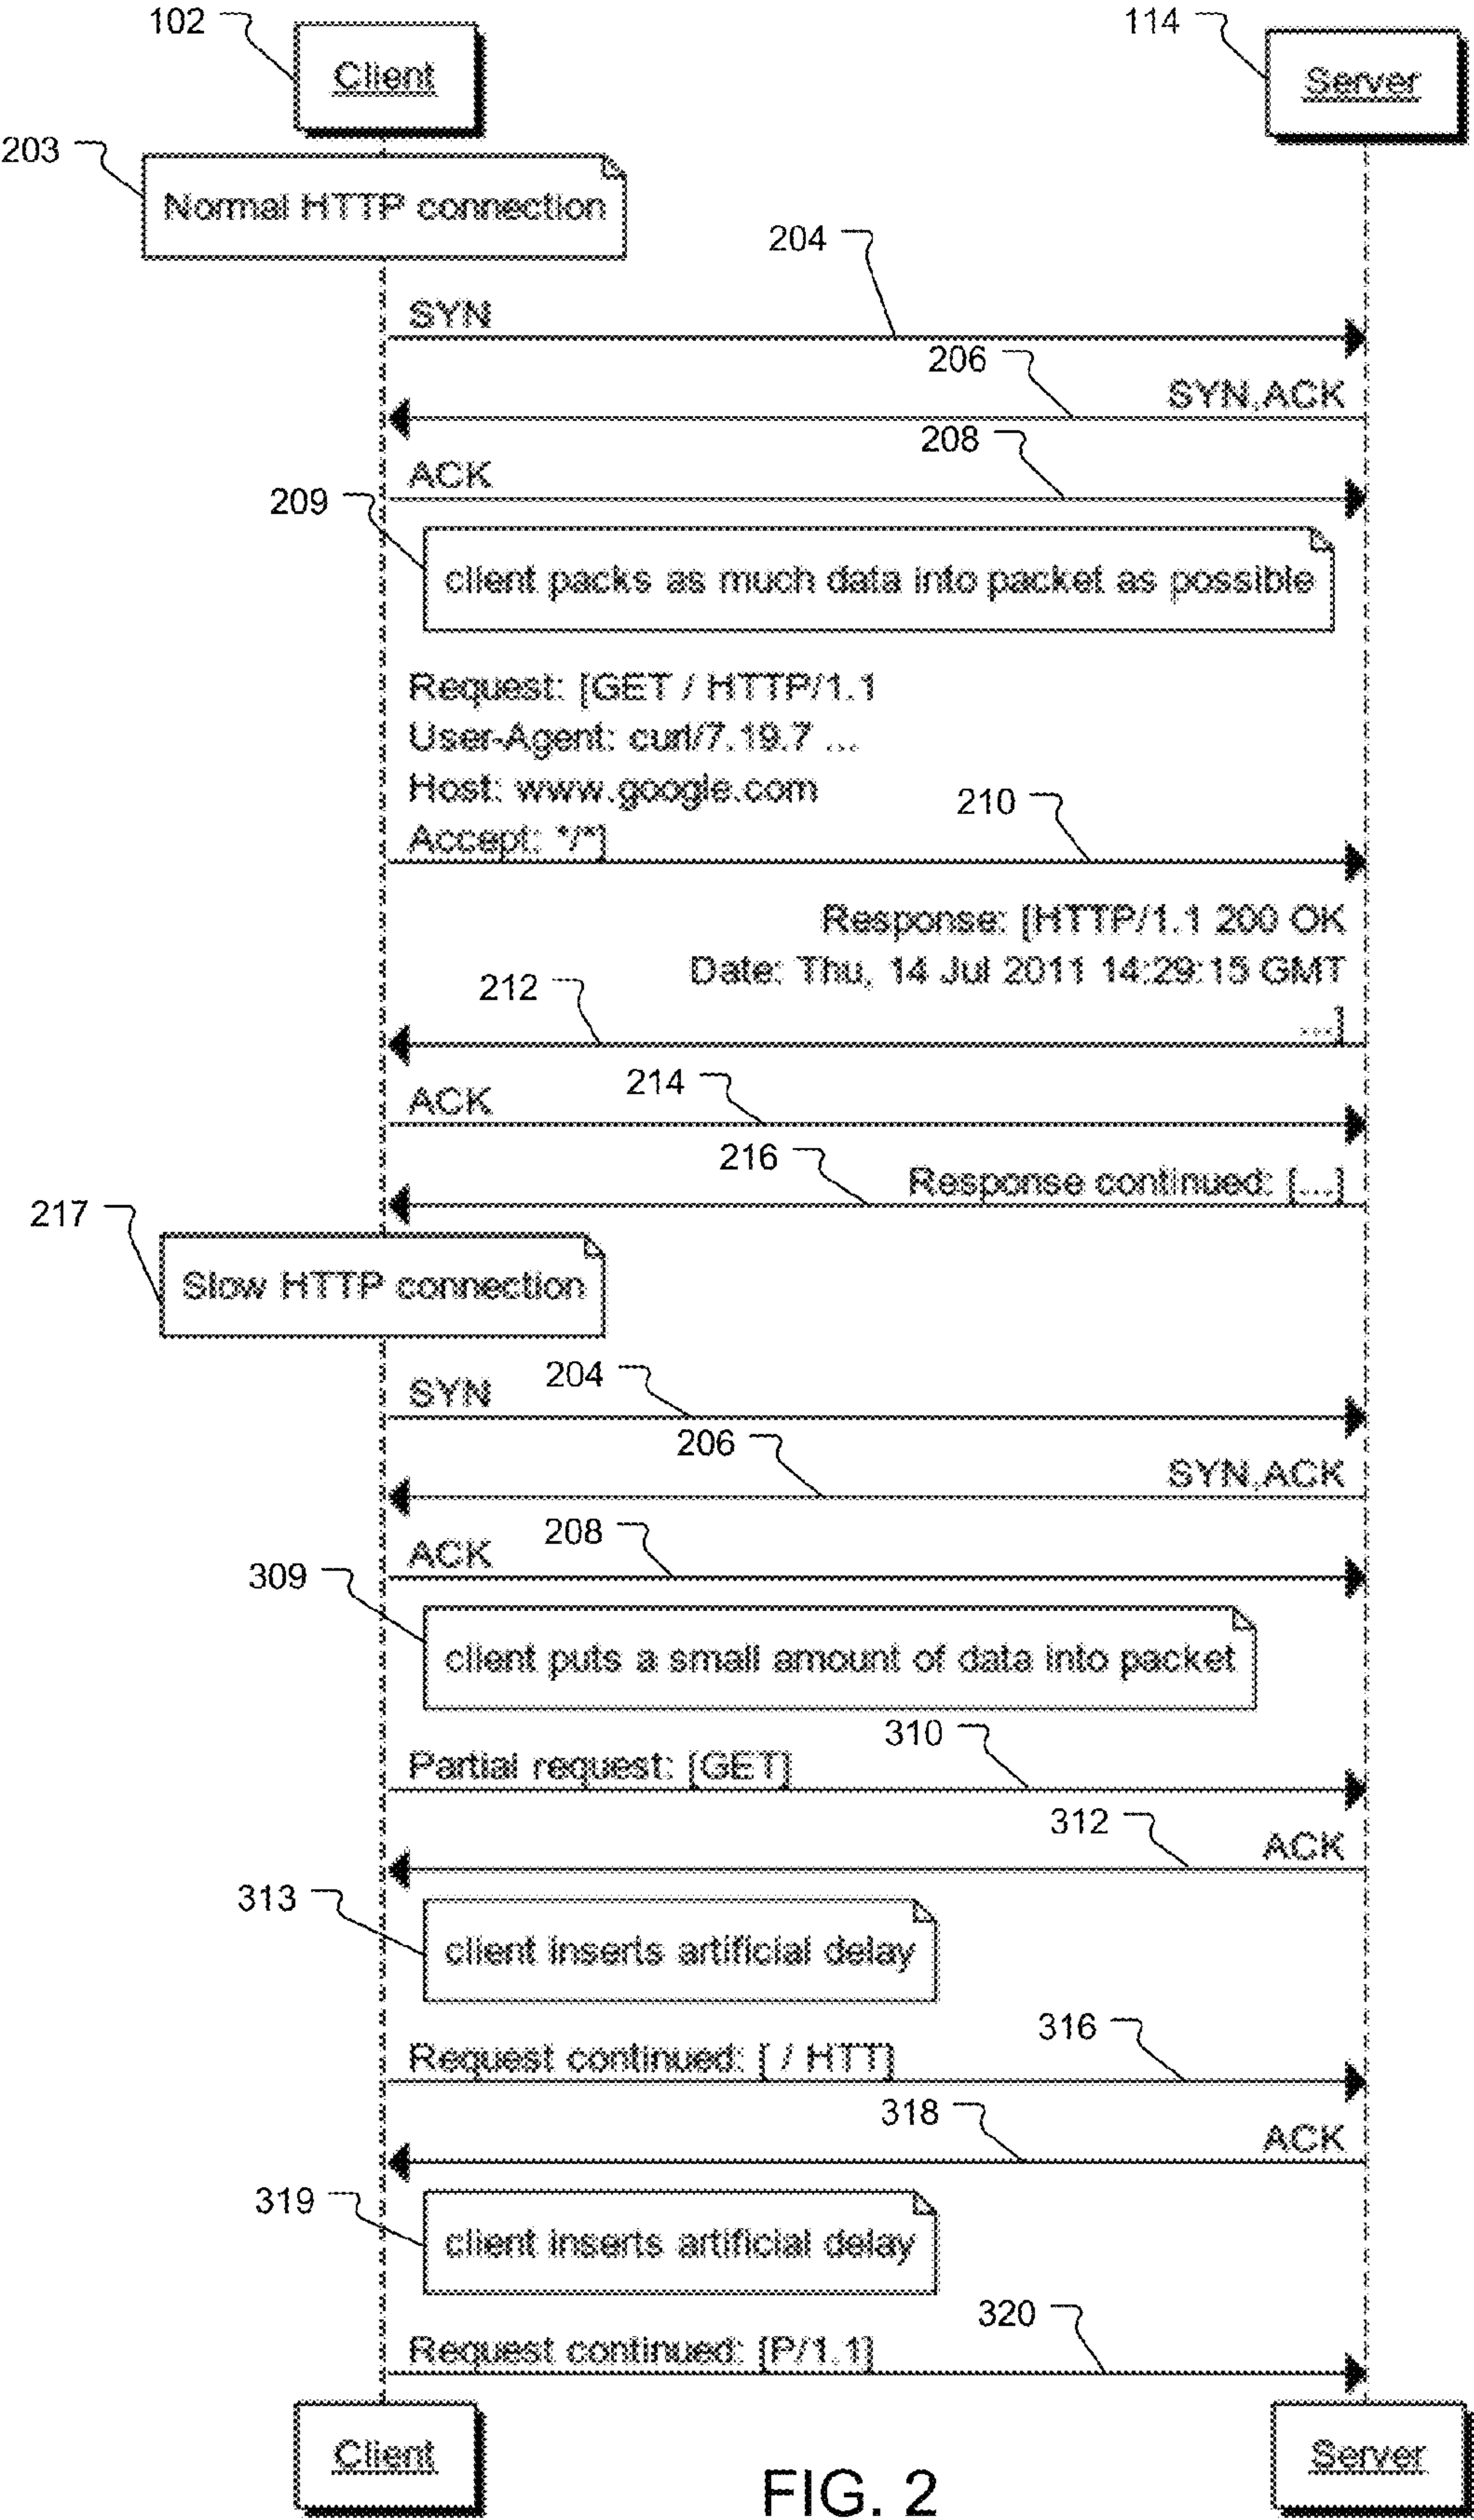 102
Client
114
Server
203
Normal HTTP connection
204
SYN
206
SYN,ACK
208
ACK
209
client packs as much data into packet as possible
Request: [GET / HTTP/1.1
User-Agent: curl/7.19.7 ...
Host: www.google.com
210
Accept: */*]
Response: [HTTP/1.1 200 OK
Date: Thu, 14 Jul 2011 14:29:15 GMT
212
...]
214
ACK
216
Response continued: [...]
217
Slow HTTP connection
204
SYN
206
SYN,ACK
208
ACK
309
client puts a small amount of data into packet
310
Partial request: [GET]
312
ACK
313
client inserts artificial delay
316
Request continued: [ / HTT]
318
ACK
319
client inserts artificial delay
320
Request continued: [P/1.1]
Client
Server
FIG. 2